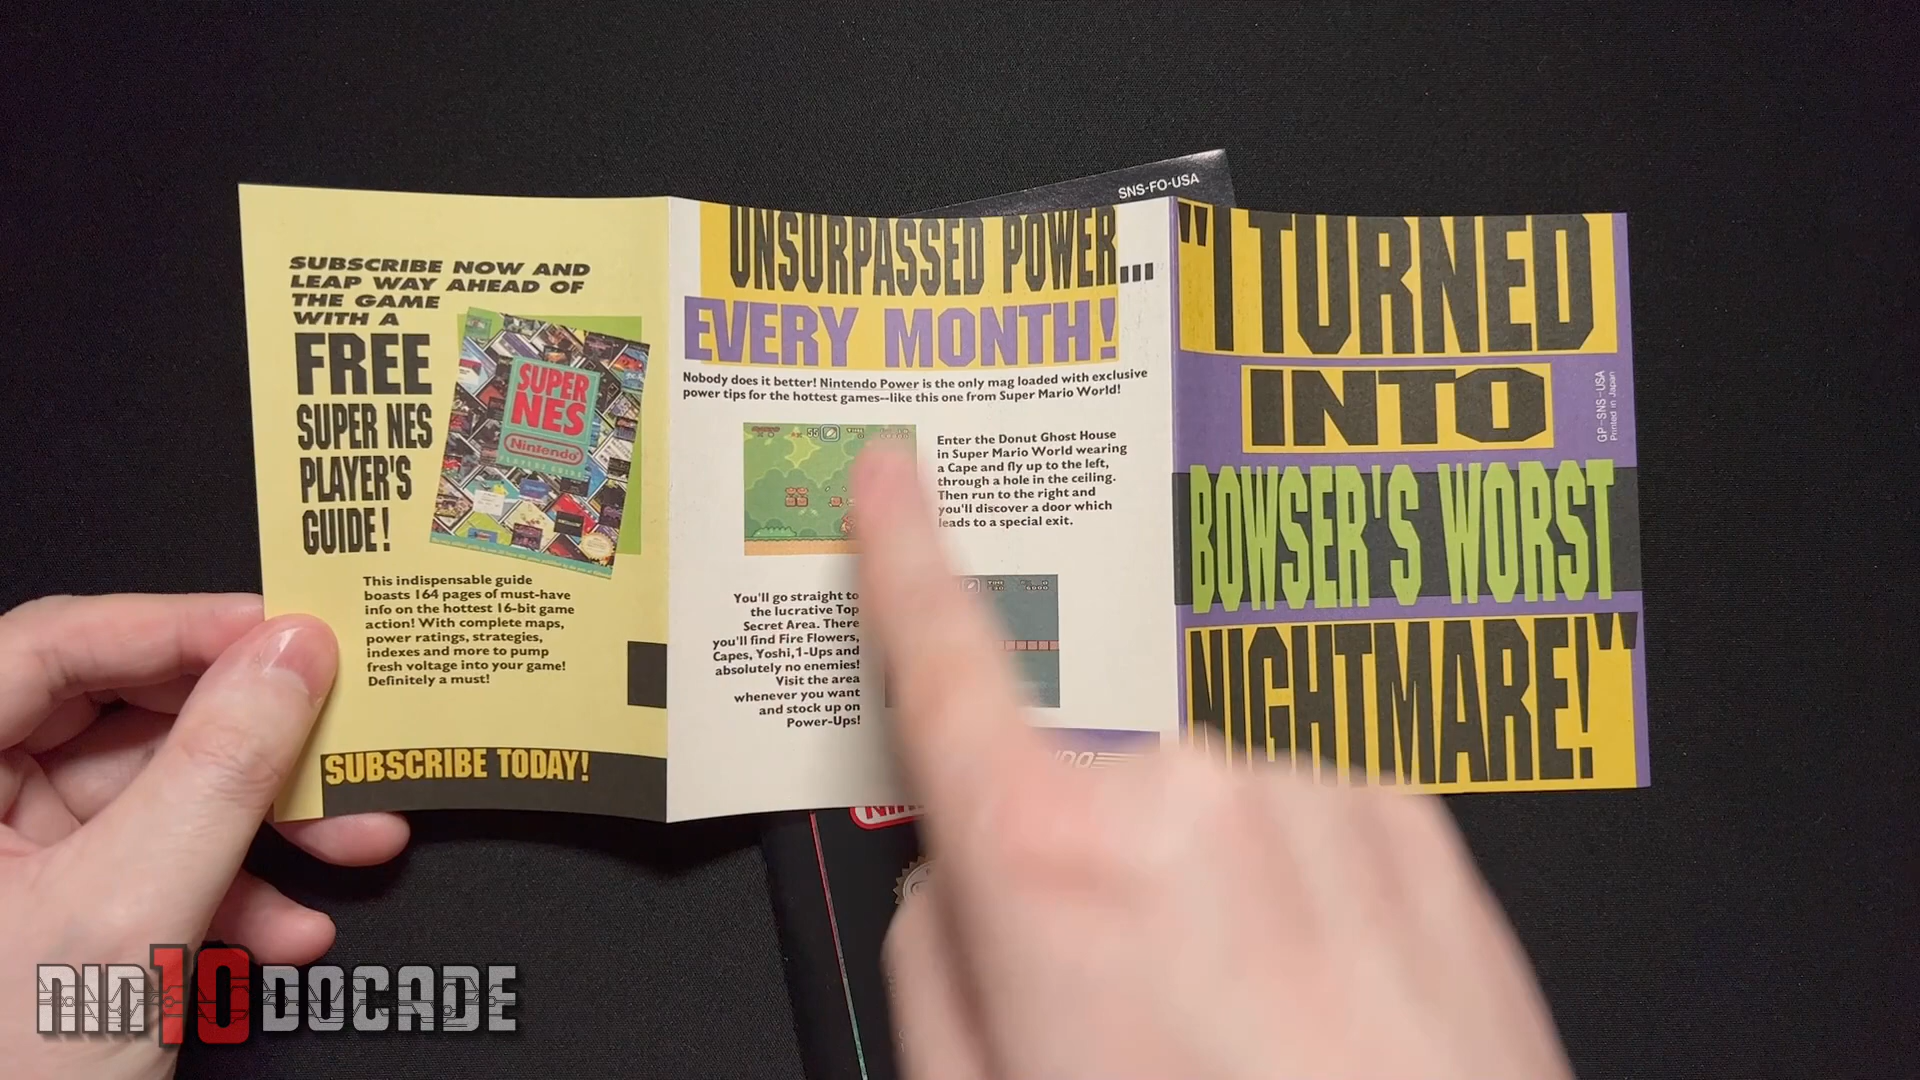 SNS-FO-USA
SUBSCRIBE NOW AND
LEAP WAY AHEAD OF
THE GAME
WITH A
FREE
SUPER NES
PLAYER'S
GUIDE!
SUPER
NES
Nintendo
PLAYER'S GUIDE
This indispensable guide
boasts 164 pages of must-have
info on the hottest 16-bit game
action! With complete maps,
power ratings, strategies,
indexes and more to pump
fresh voltage into your game!
Definitely a must!
SUBSCRIBE TODAY!
UNSURPASSED POWER...
EVERY MONTH!
Nobody does it better! Nintendo Power is the only mag loaded with exclusive
power tips for the hottest games--like this one from Super Mario World!
Enter the Donut Ghost House
in Super Mario World wearing
a Cape and fly up to the left,
through a hole in the ceiling.
Then run to the right and
you'll discover a door which
leads to a special exit.
You'll go straight to
the lucrative Top
Secret Area. There
you'll find Fire Flowers,
Capes, Yoshi, 1-Ups and
absolutely no enemies!
Visit the area
whenever you want
and stock up on
Power-Ups!
"I TURNED
INTO
BOWSER'S WORST
NIGHTMARE!"
GP-SNS-USA
Printed in Japan
NIN10DOCADE